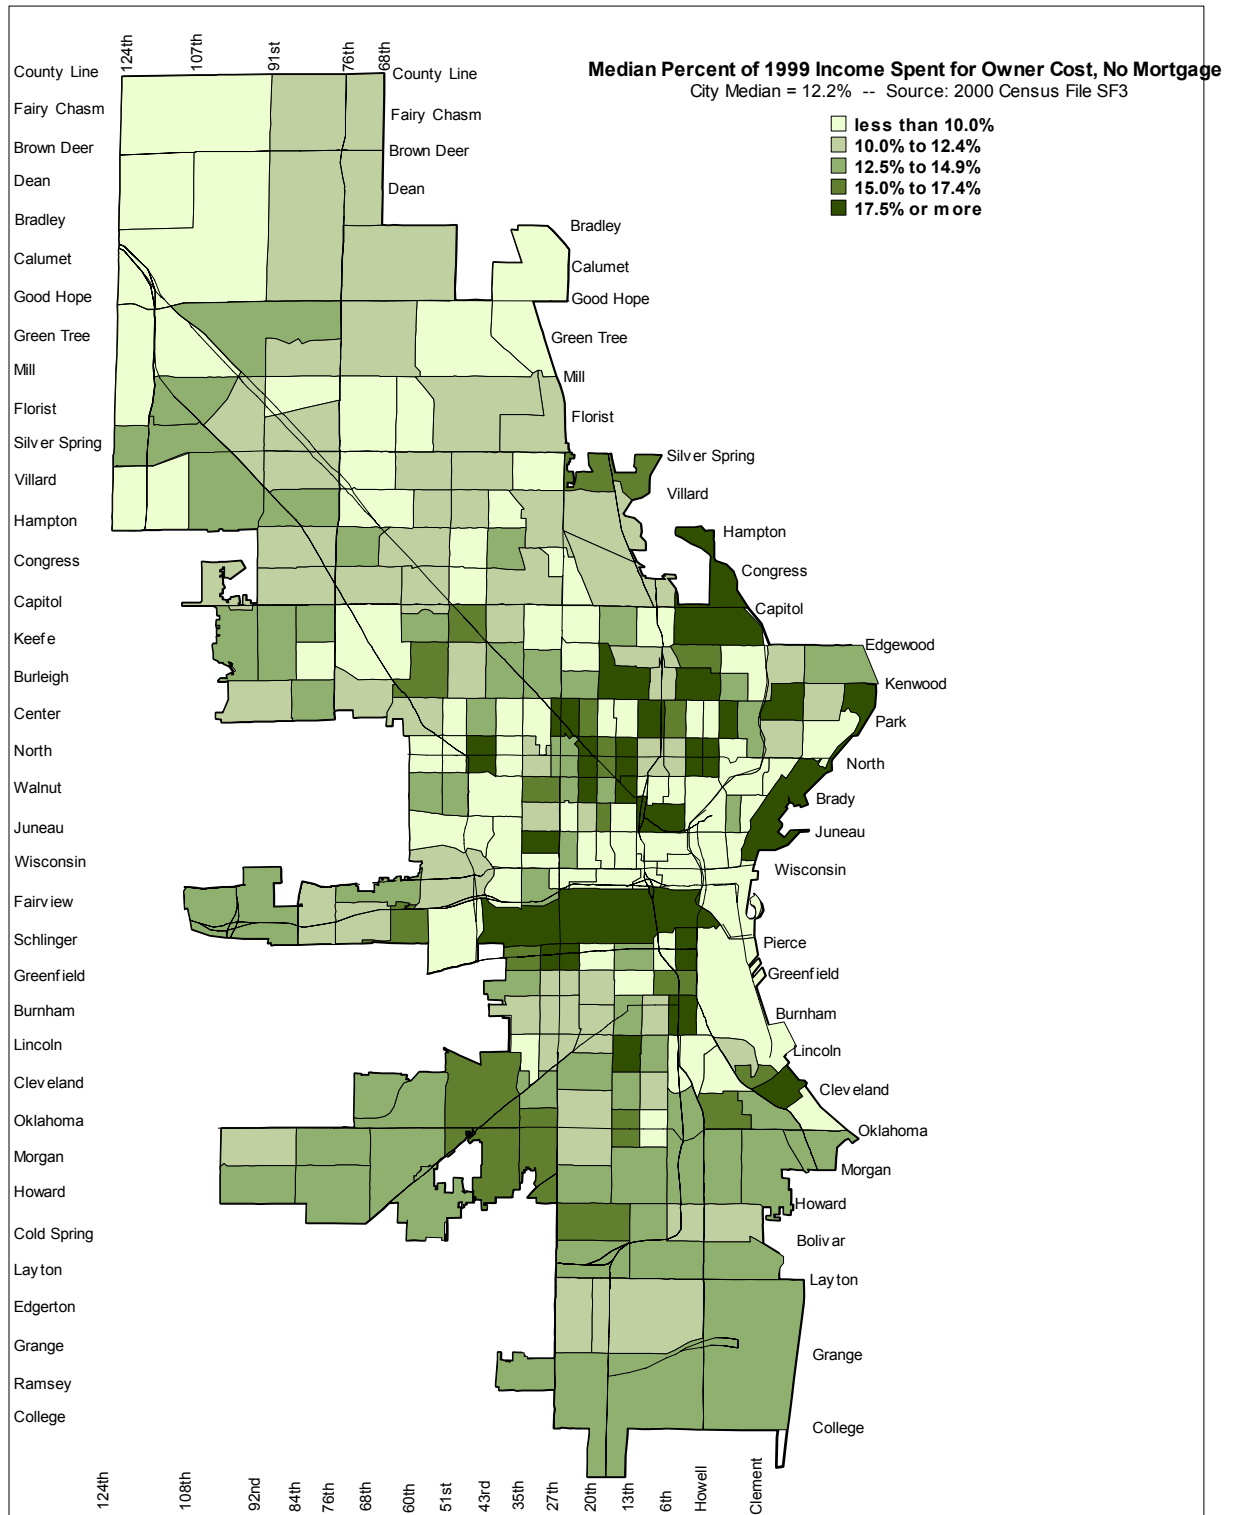 124th
107th
91st
76th
68th
Median Percent of 1999 Income Spent for Owner Cost, No Mortgage
City Median = 12.2% -- Source: 2000 Census File SF3
less than 10.0%
10.0% to 12.4%
12.5% to 14.9%
15.0% to 17.4%
17.5% or more
County Line
Fairy Chasm
Brown Deer
Dean
Bradley
Calumet
Good Hope
Green Tree
Mill
Florist
Silver Spring
Villard
Hampton
Congress
Capitol
Keefe
Burleigh
Center
North
Walnut
Juneau
Wisconsin
Fairview
Schlinger
Greenfield
Burnham
Lincoln
Cleveland
Oklahoma
Morgan
Howard
Cold Spring
Layton
Edgerton
Grange
Ramsey
College
County Line
Fairy Chasm
Brown Deer
Dean
Bradley
Calumet
Good Hope
Green Tree
Mill
Florist
Silver Spring
Villard
Hampton
Congress
Capitol
Edgewood
Kenwood
Park
North
Brady
Juneau
Wisconsin
Pierce
Greenfield
Burnham
Lincoln
Cleveland
Oklahoma
Morgan
Howard
Bolivar
Layton
Grange
College
124th
108th
92nd
84th
76th
68th
60th
51st
43rd
35th
27th
20th
13th
6th
Howell
Clement